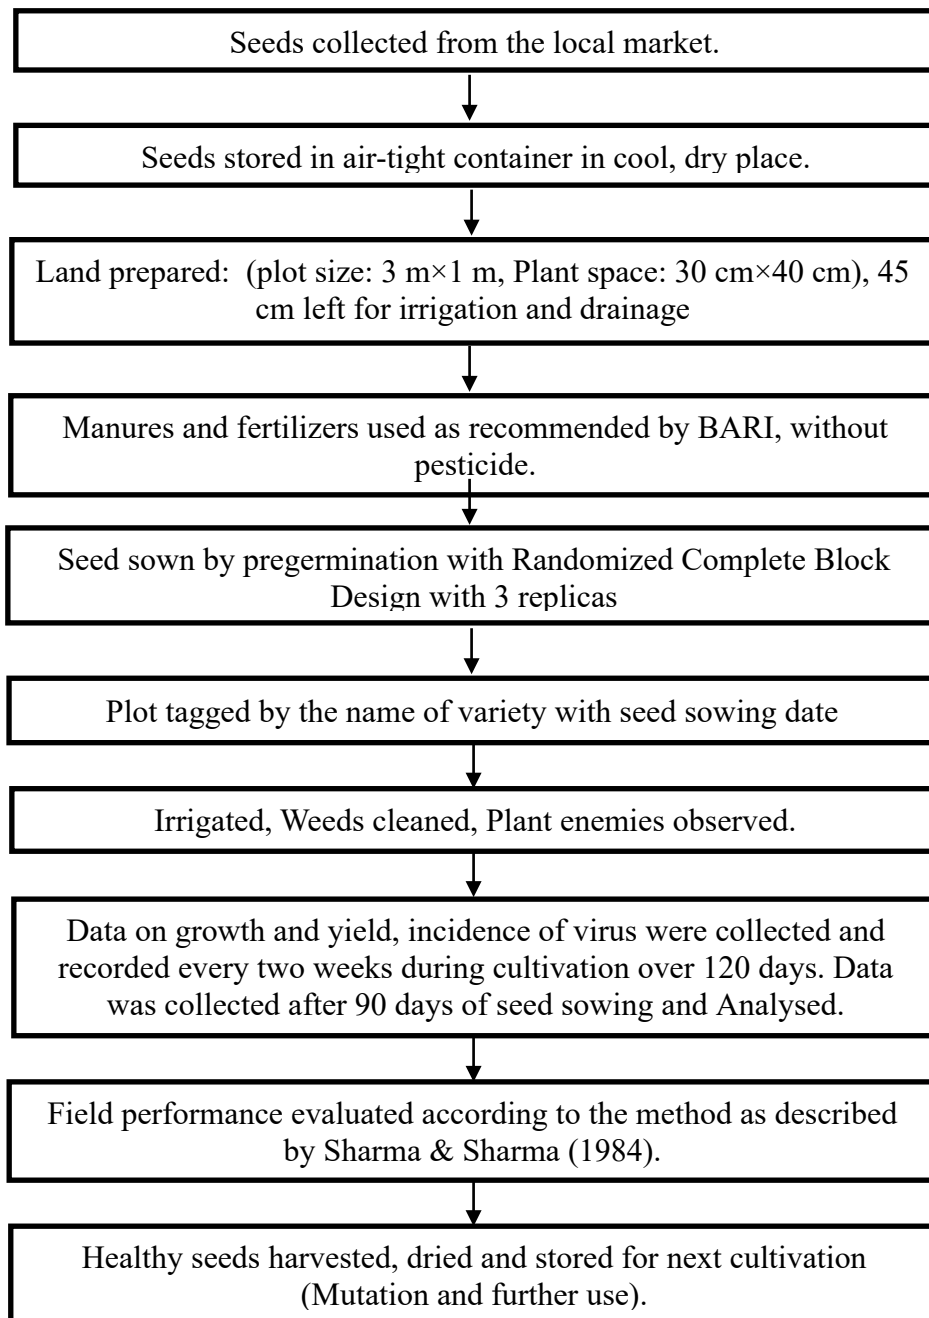 Seeds collected from the local market.
Seeds stored in air-tight container in cool, dry place.
Land prepared:  (plot size: 3 m×1 m, Plant space: 30 cm×40 cm), 45
cm left for irrigation and drainage
Manures and fertilizers used as recommended by BARI, without
pesticide.
Seed sown by pregermination with Randomized Complete Block
Design with 3 replicas
Plot tagged by the name of variety with seed sowing date
Irrigated, Weeds cleaned, Plant enemies observed.
Data on growth and yield, incidence of virus were collected and
recorded every two weeks during cultivation over 120 days. Data
was collected after 90 days of seed sowing and Analysed.
Field performance evaluated according to the method as described
by Sharma & Sharma (1984).
Healthy seeds harvested, dried and stored for next cultivation
(Mutation and further use).